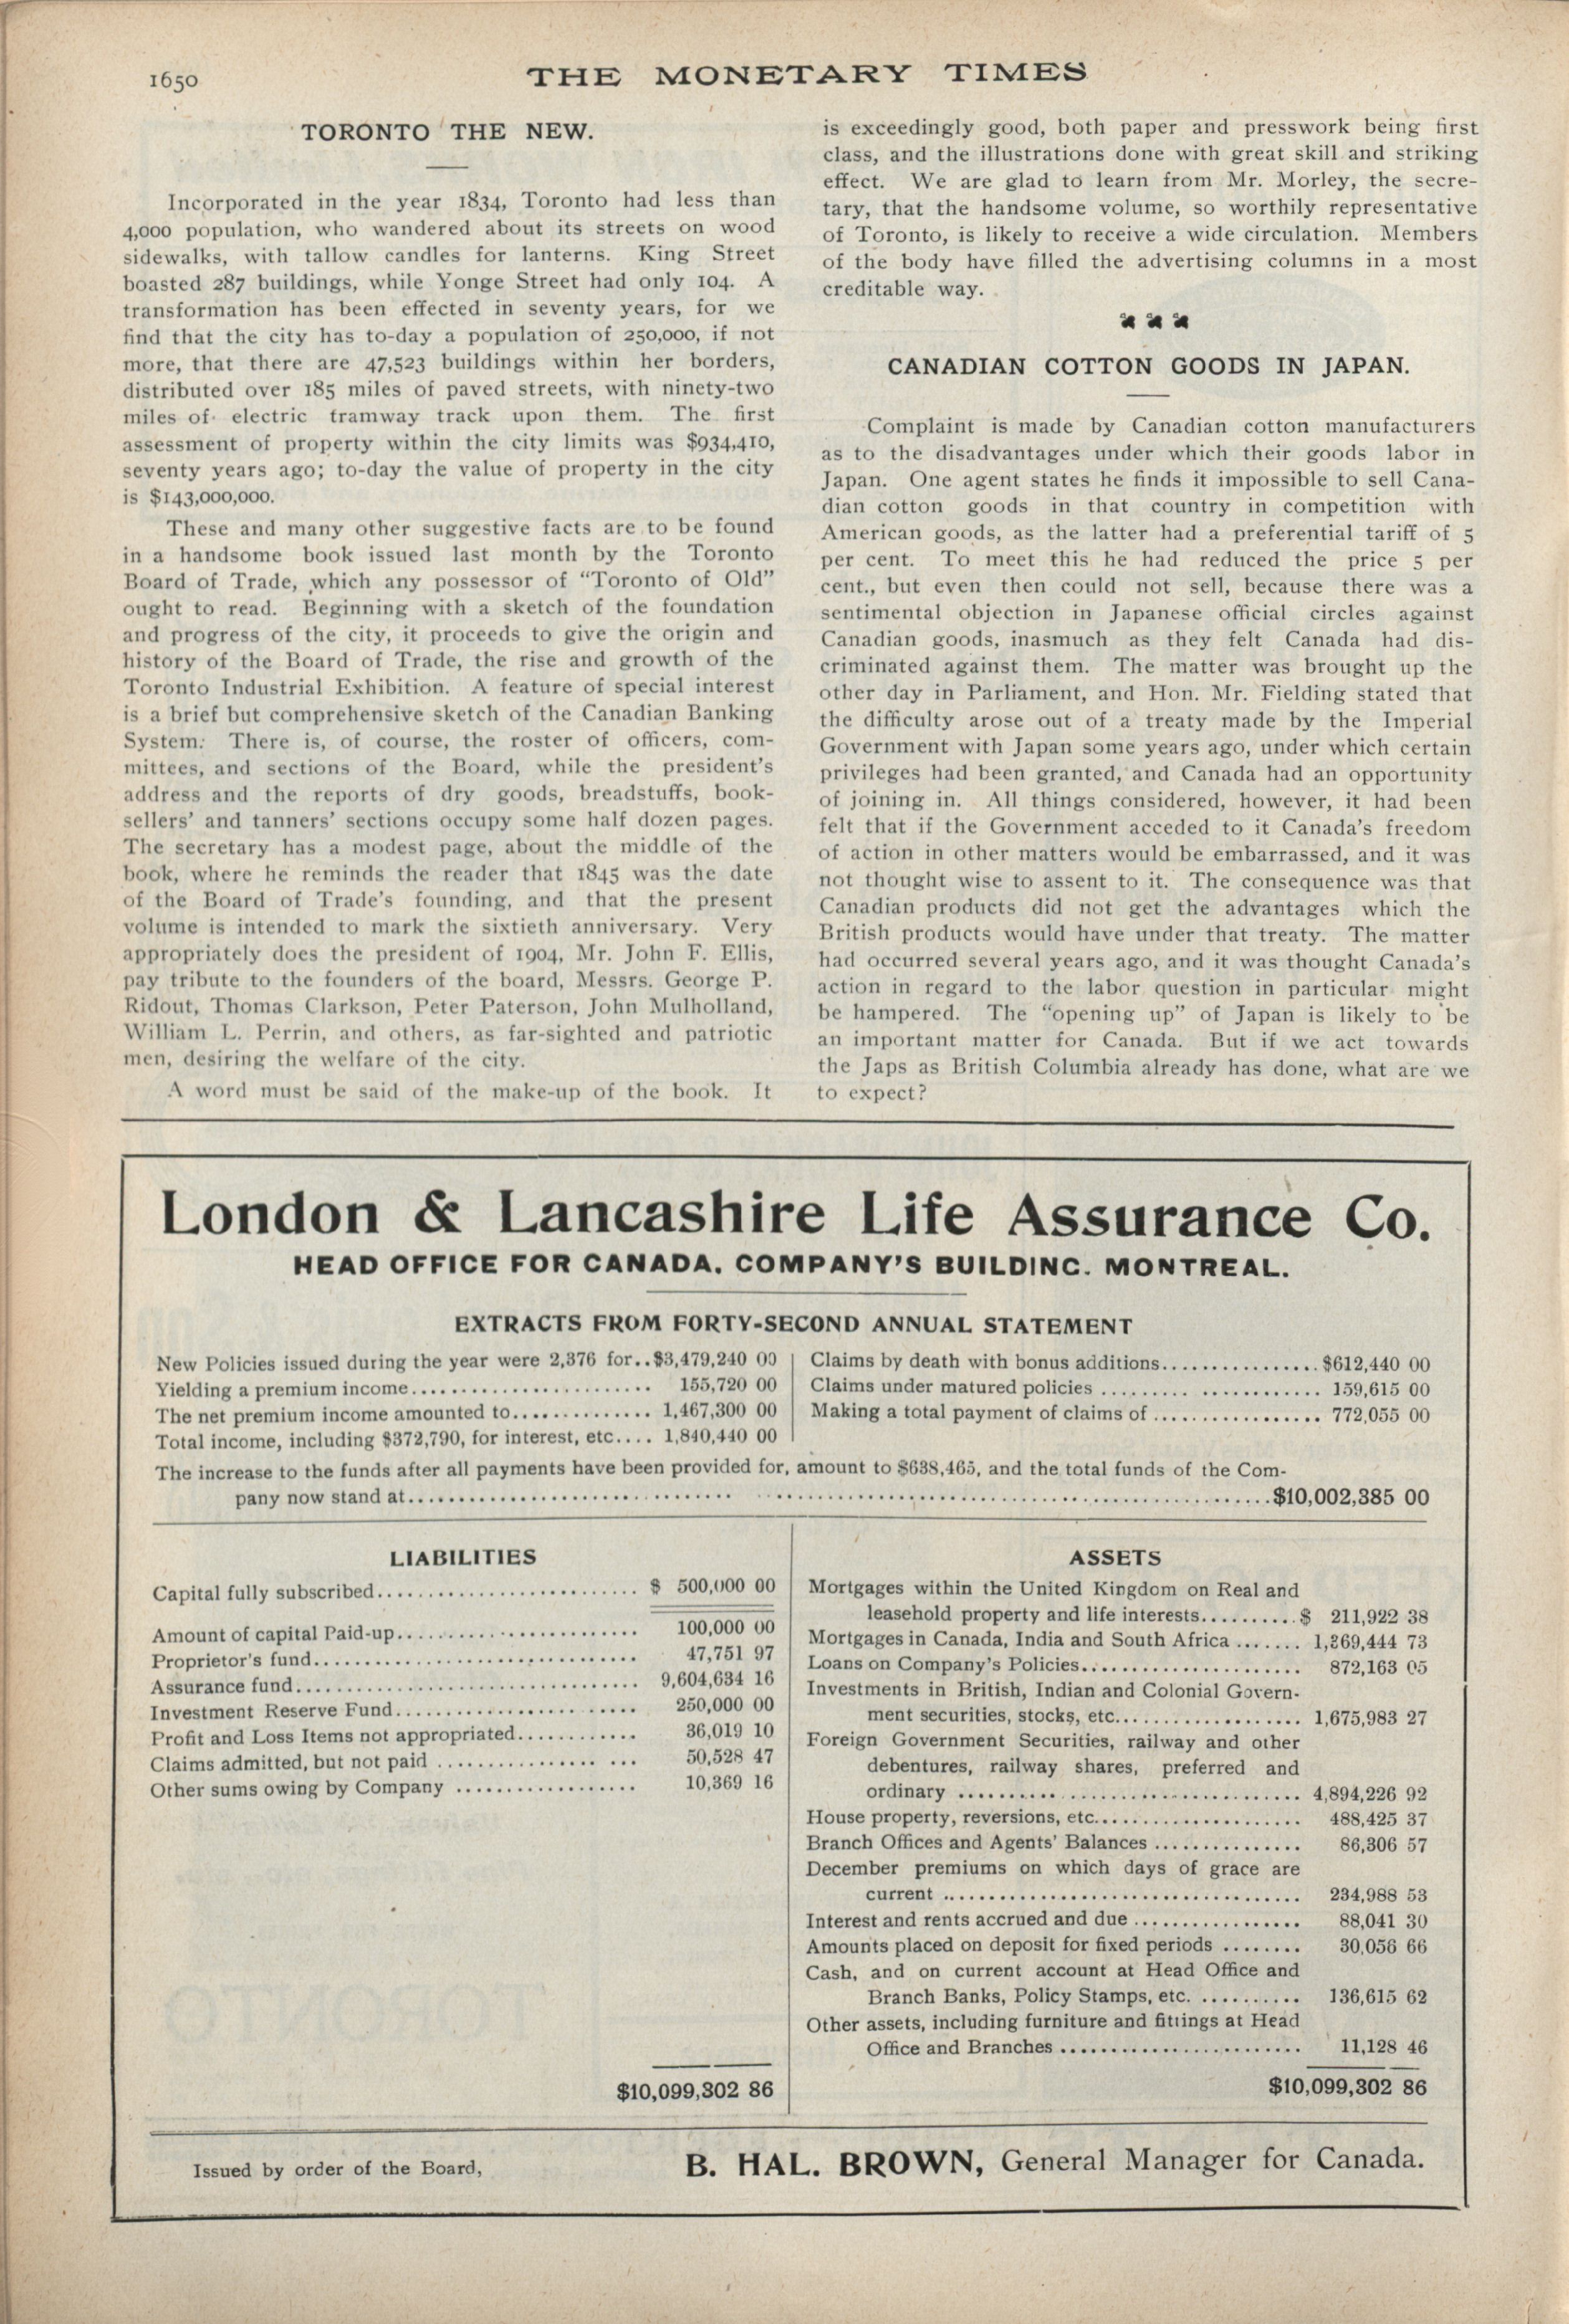 1650
THE MONETARY TIMES
TORONTO THE NEW.
Incorporated in the year 1834, Toronto had less than
4,000 population, who wandered about its streets on wood
sidewalks, with tallow candles for lanterns. King Street
boasted 287 buildings, while Yonge Street had only 104. A
transformation has been effected in seventy years, for we
find that the city has to-day a population of 250,000, if not
more, that there are 47,523 buildings within her borders,
distributed over 185 miles of paved streets, with ninety-two
miles of electric tramway track upon them. The first
assessment of property within the city limits was $934,410,
seventy years ago; to-day the value of property in the city
is $143,000,000.
These and many other suggestive facts are to be found
in a handsome book issued last month by the Toronto
Board of Trade, which any possessor of "Toronto of Old"
ought to read. Beginning with a sketch of the foundation
and progress of the city, it proceeds to give the origin and
history of the Board of Trade, the rise and growth of the
Toronto Industrial Exhibition. A feature of special interest
is a brief but comprehensive sketch of the Canadian Banking
System. There is, of course, the roster of officers, com-
mittees, and sections of the Board, while the president's
address and the reports of dry goods, breadstuffs, book-
sellers' and tanners' sections occupy some half dozen pages.
The secretary has a modest page, about the middle of the
book, where he reminds the reader that 1845 was the date
of the Board of Trade's founding, and that the present
volume is intended to mark the sixtieth anniversary. Very
appropriately does the president of 1904, Mr. John F. Ellis,
pay tribute to the founders of the board, Messrs. George P.
Ridout, Thomas Clarkson, Peter Paterson, John Mulholland,
William L. Perrin, and others, as far-sighted and patriotic
men, desiring the welfare of the city.
A word must be said of the make-up of the book. It
is exceedingly good, both paper and presswork being first
class, and the illustrations done with great skill and striking
effect. We are glad to learn from Mr. Morley, the secre-
tary, that the handsome volume, so worthily representative
of Toronto, is likely to receive a wide circulation. Members
of the body have filled the advertising columns in a most
creditable way.
CANADIAN COTTON GOODS IN JAPAN.
Complaint is made by Canadian cotton manufacturers
as to the disadvantages under which their goods labor in
Japan. One agent states he finds it impossible to sell Cana-
dian cotton goods in that country in competition with
American goods, as the latter had a preferential tariff of 5
per cent. To meet this he had reduced the price 5 per
cent., but even then could not sell, because there was a
sentimental objection in Japanese official circles against
Canadian goods, inasmuch as they felt Canada had dis-
criminated against them. The matter was brought up the
other day in Parliament, and Hon. Mr. Fielding stated that
the difficulty arose out of a treaty made by the Imperial
Government with Japan some years ago, under which certain
privileges had been granted, and Canada had an opportunity
of joining in. All things considered, however, it had been
felt that if the Government acceded to it Canada's freedom
of action in other matters would be embarrassed, and it was
not thought wise to assent to it. The consequence was that
Canadian products did not get the advantages which the
British products would have under that treaty. The matter
had occurred several years ago, and it was thought Canada's
action in regard to the labor question in particular might
be hampered. The "opening up" of Japan is likely to be
an important matter for Canada. But if we act towards
the Japs as British Columbia already has done, what are we
to expect?
London & Lancashire Life Assurance Co.
HEAD OFFICE FOR CANADA, COMPANY'S BUILDING, MONTREAL.
EXTRACTS FROM FORTY-SECOND ANNUAL STATEMENT
New Policies issued during the year were 2,376 for..$3,479,240 00
Yielding a premium income........................ 155,720 00
The net premium income amounted to.............. 1,467,300 00
Total income, including $372,790, for interest, etc.... 1,840,440 00
Claims by death with bonus additions................$612,440 00
Claims under matured policies ..................... 159,615 00
Making a total payment of claims of ................. 772,055 00
The increase to the funds after all payments have been provided for, amount to $638,465, and the total funds of the Com-
pany now stand at..........................................................................$10,002,385 00
LIABILITIES
Capital fully subscribed.......................... $ 500,000 00
Amount of capital Paid-up........................ 100,000 00
Proprietor's fund................................ 47,751 97
Assurance fund.................................. 9,604,634 16
Investment Reserve Fund........................ 250,000 00
Profit and Loss Items not appropriated............ 36,019 10
Claims admitted, but not paid ................... 50,528 47
Other sums owing by Company .................. 10,369 16
$10,099,302 86
ASSETS
Mortgages within the United Kingdom on Real and
leasehold property and life interests..........$ 211,922 38
Mortgages in Canada, India and South Africa ....... 1,369,444 73
Loans on Company's Policies...................... 872,163 05
Investments in British, Indian and Colonial Govern-
ment securities, stocks, etc................... 1,675,983 27
Foreign Government Securities, railway and other
debentures, railway shares, preferred and
ordinary .................................. 4,894,226 92
House property, reversions, etc..................... 488,425 37
Branch Offices and Agents' Balances ............... 86,306 57
December premiums on which days of grace are
current .................................... 234,988 53
Interest and rents accrued and due ................. 88,041 30
Amounts placed on deposit for fixed periods ........ 30,056 66
Cash, and on current account at Head Office and
Branch Banks, Policy Stamps, etc. .......... 136,615 62
Other assets, including furniture and fittings at Head
Office and Branches ........................ 11,128 46
$10,099,302 86
Issued by order of the Board,
B. HAL. BROWN, General Manager for Canada.